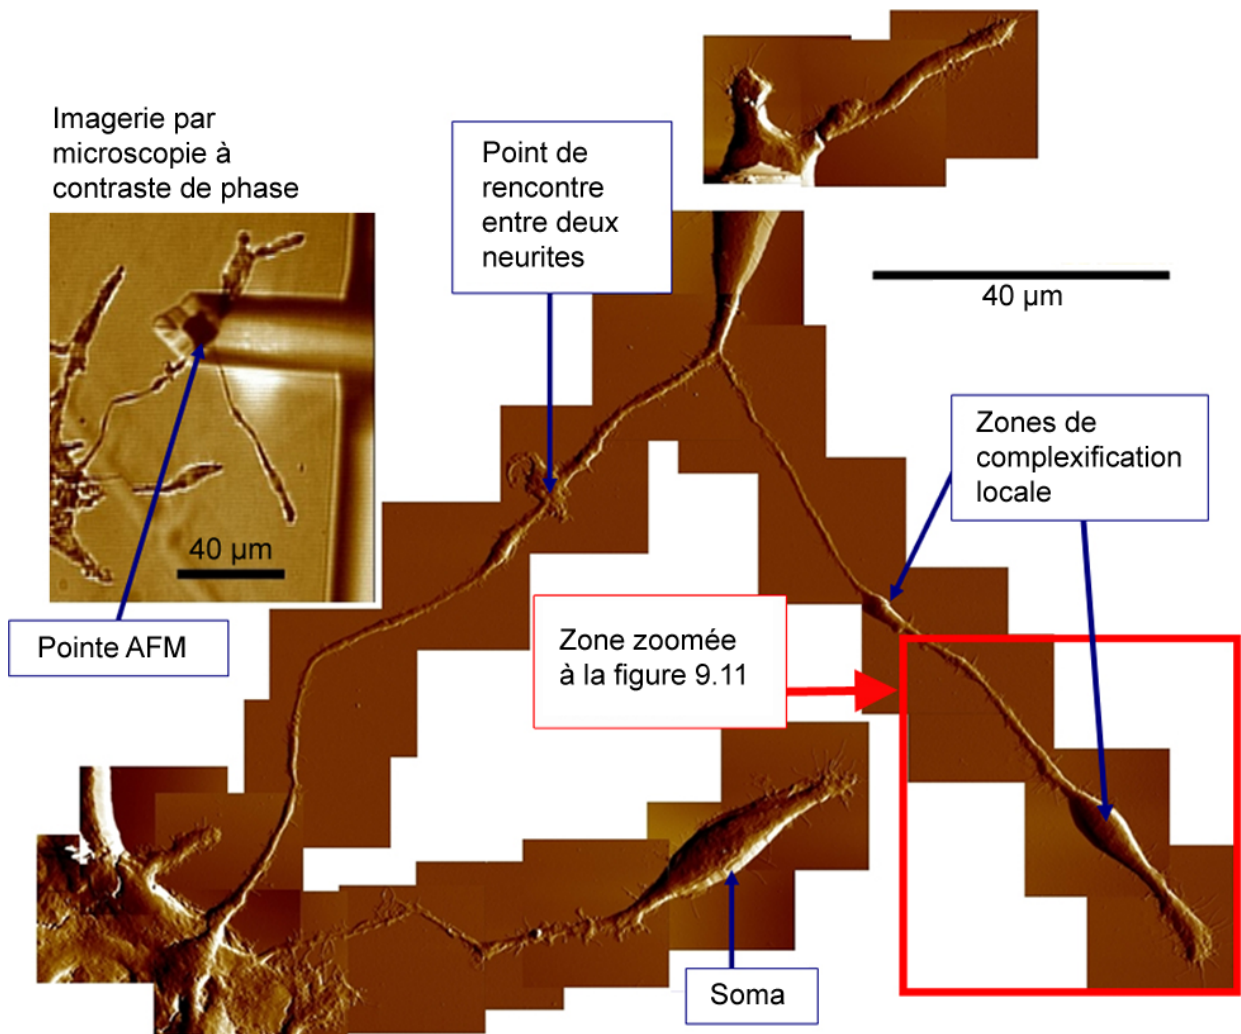 Imagerie par
microscopie à
contraste de phase
Point de
rencontre
entre deux
neurites
40 µm
40 µm
Zones de
complexification
locale
Pointe AFM
Zone zoomée
à la figure 9.11
Soma